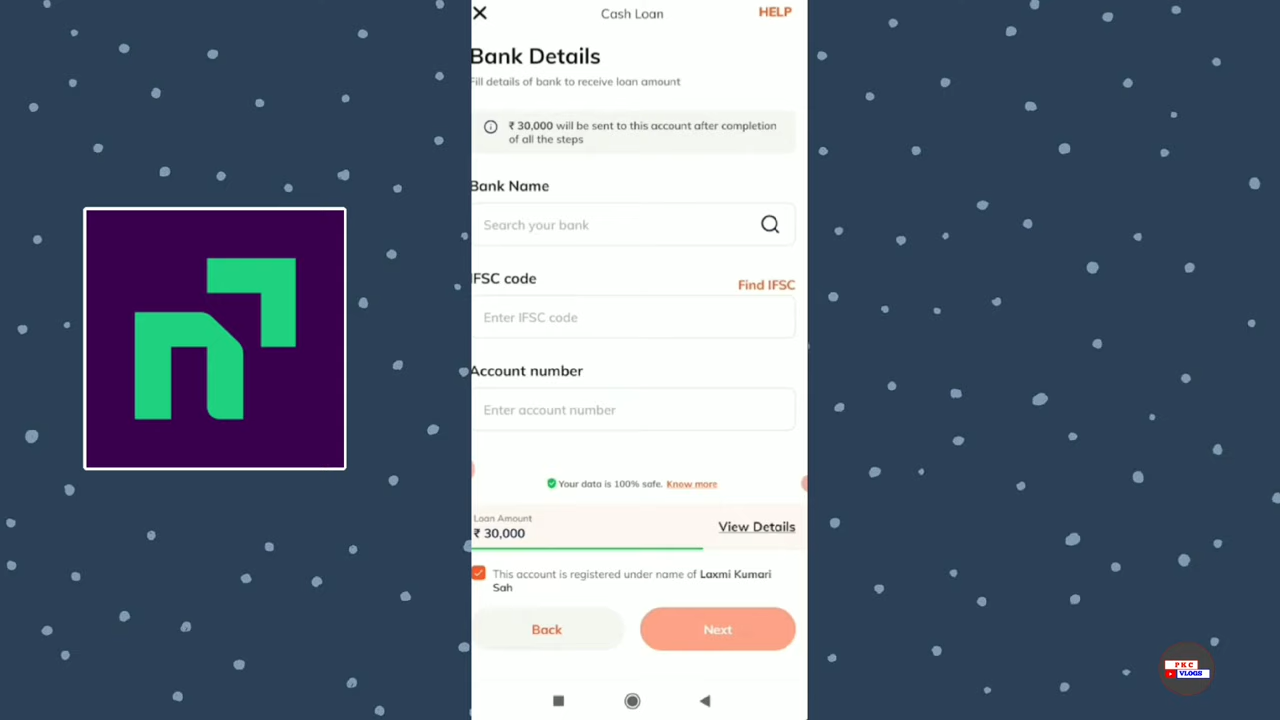 Cash Loan
HELP
Bank Details
Fill details of bank to receive loan amount
₹ 30,000 will be sent to this account after completion
of all the steps
Bank Name
Search your bank
IFSC code
Find IFSC
Enter IFSC code
Account number
Enter account number
Your data is 100% safe. Know more
Loan Amount
₹ 30,000
View Details
This account is registered under name of Laxmi Kumari
Sah
Back
Next
PKC
VLOGS